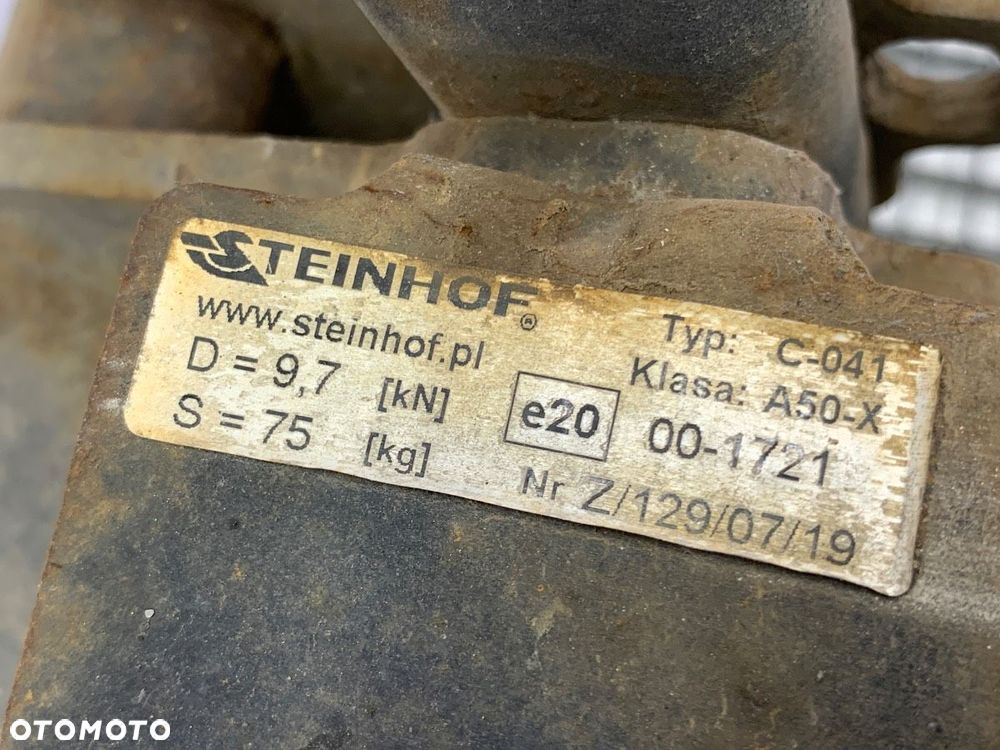 STEINHOF®
www.steinhof.pl
D = 9,7 [kN]
S = 75 [kg]
e20
Typ: C-041
Klasa: A50-X
00-1721
Nr Z/129/07/19
OTOMOTO